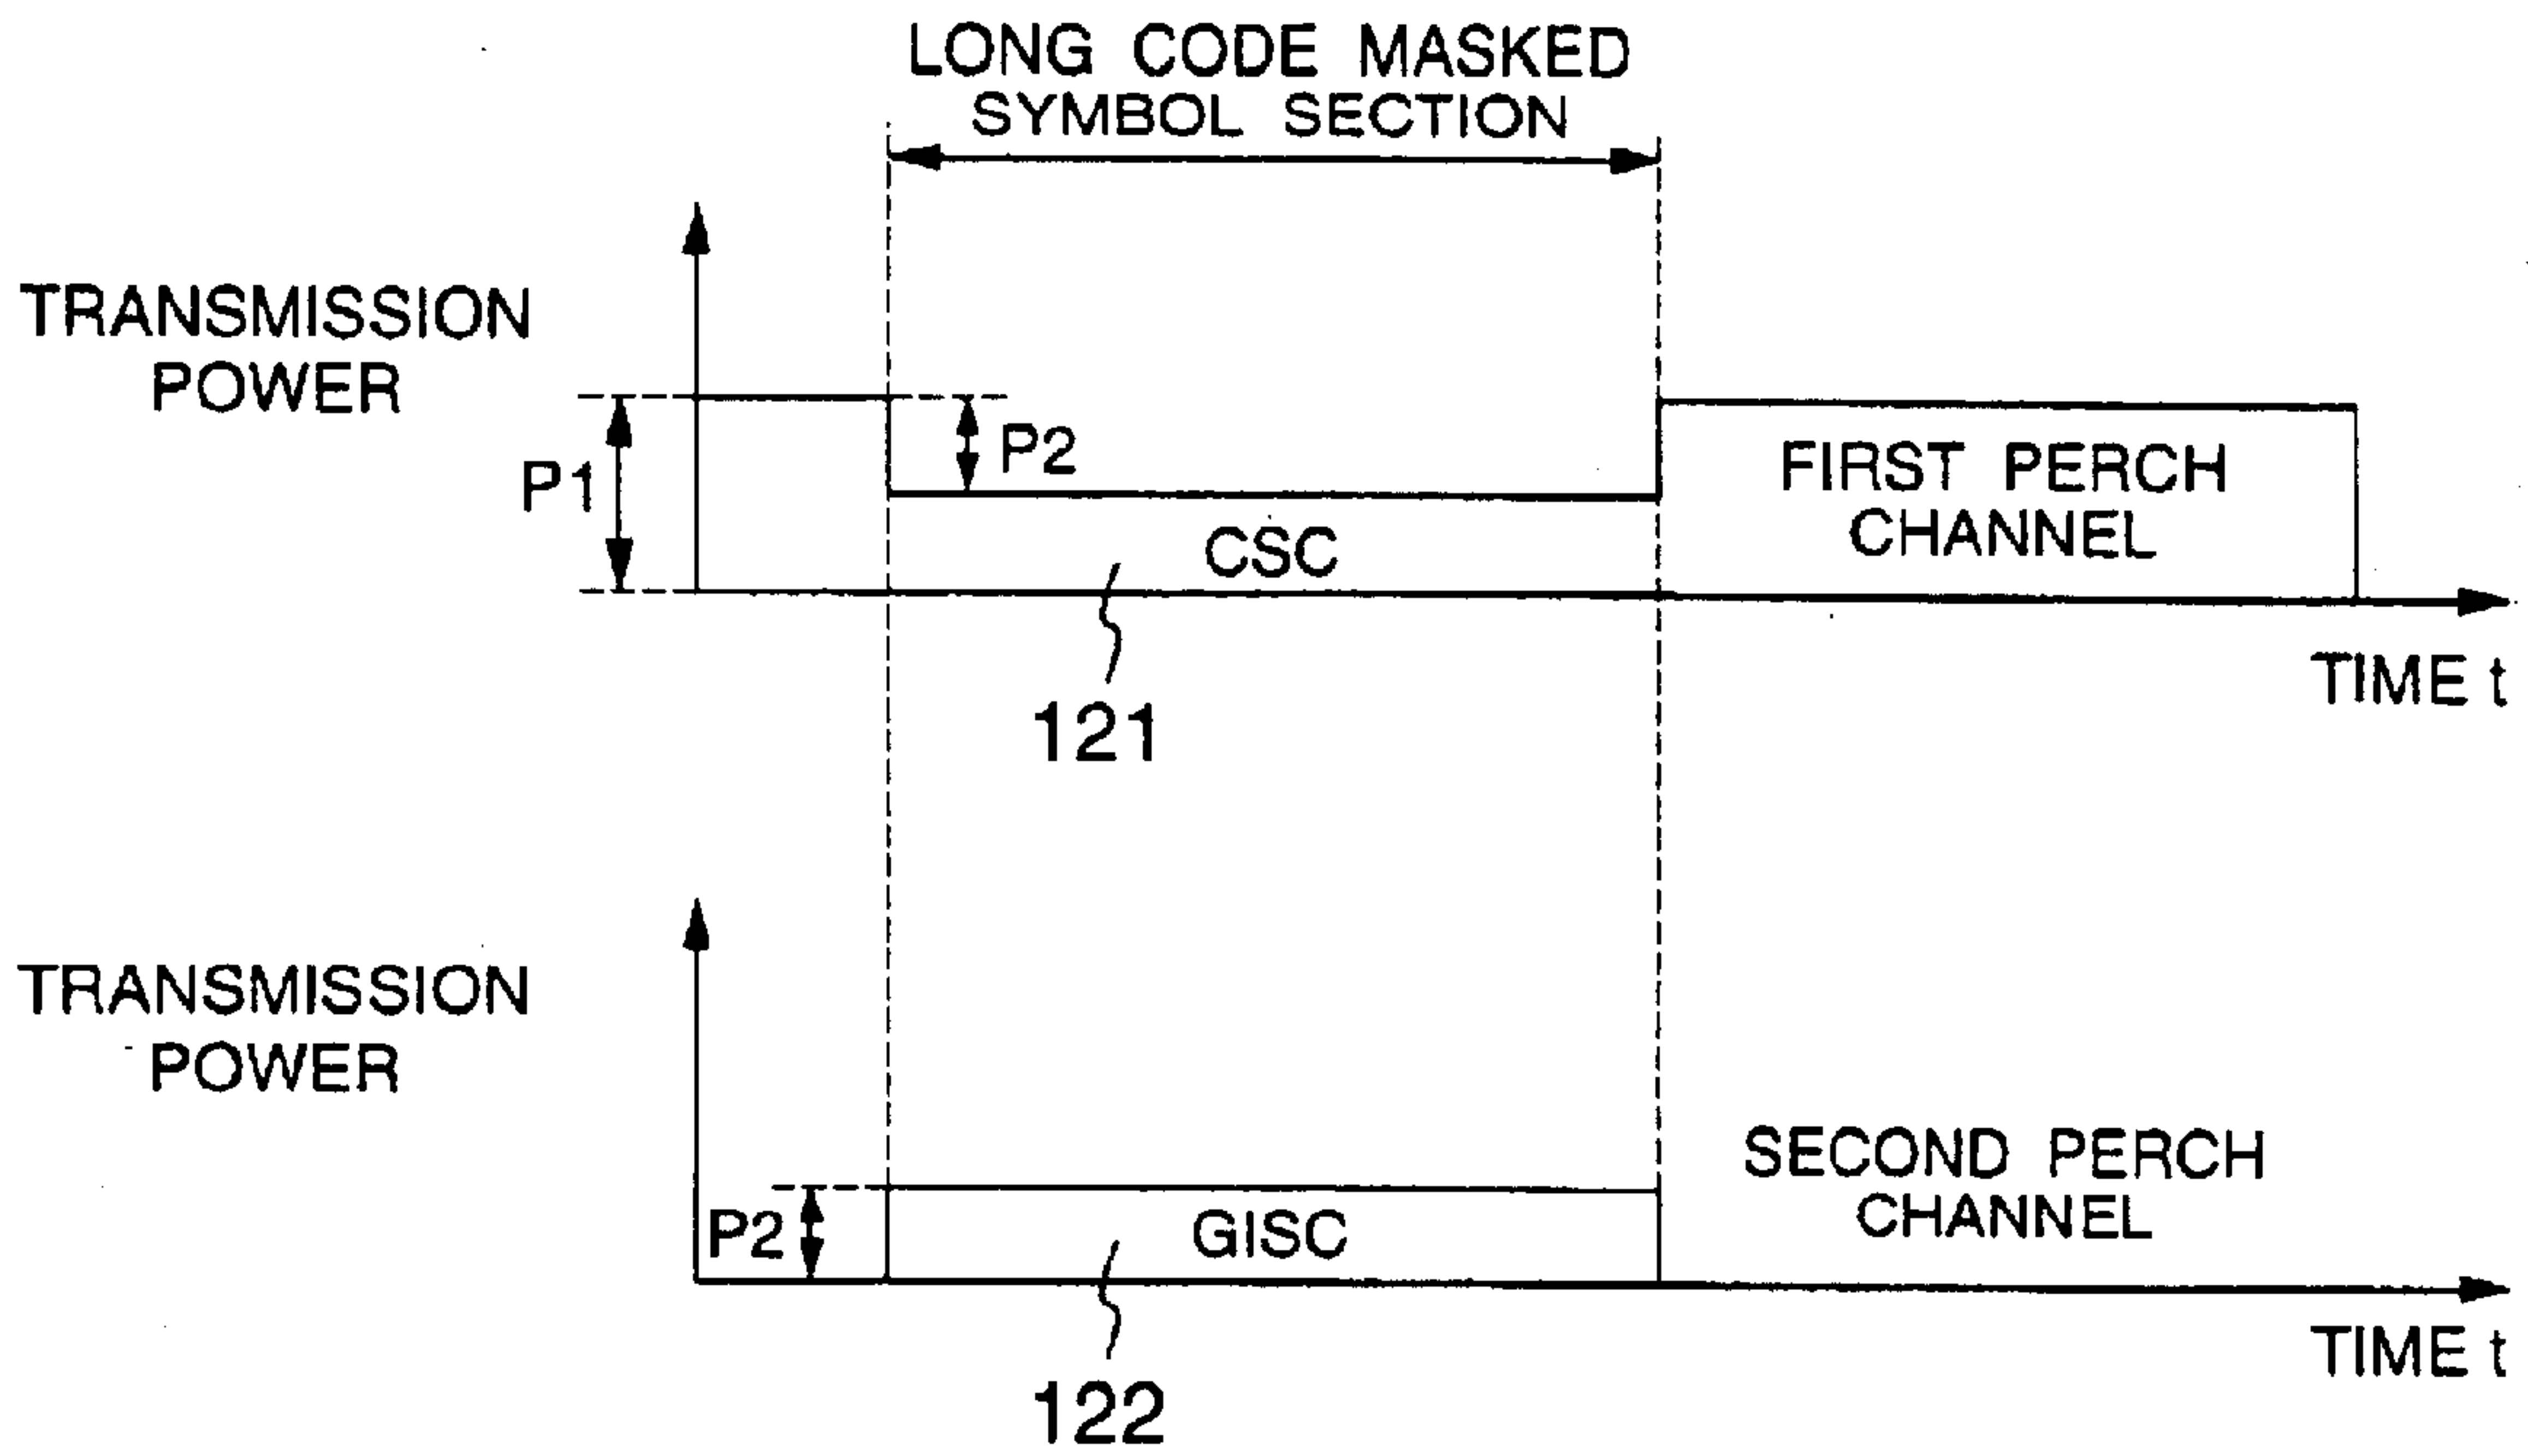 LONG CODE MASKED
SYMBOL SECTION
TRANSMISSION
POWER
P1
P2
FIRST PERCH
CHANNEL
CSC
TIME t
121
TRANSMISSION
POWER
SECOND PERCH
CHANNEL
P2
GISC
TIME t
122